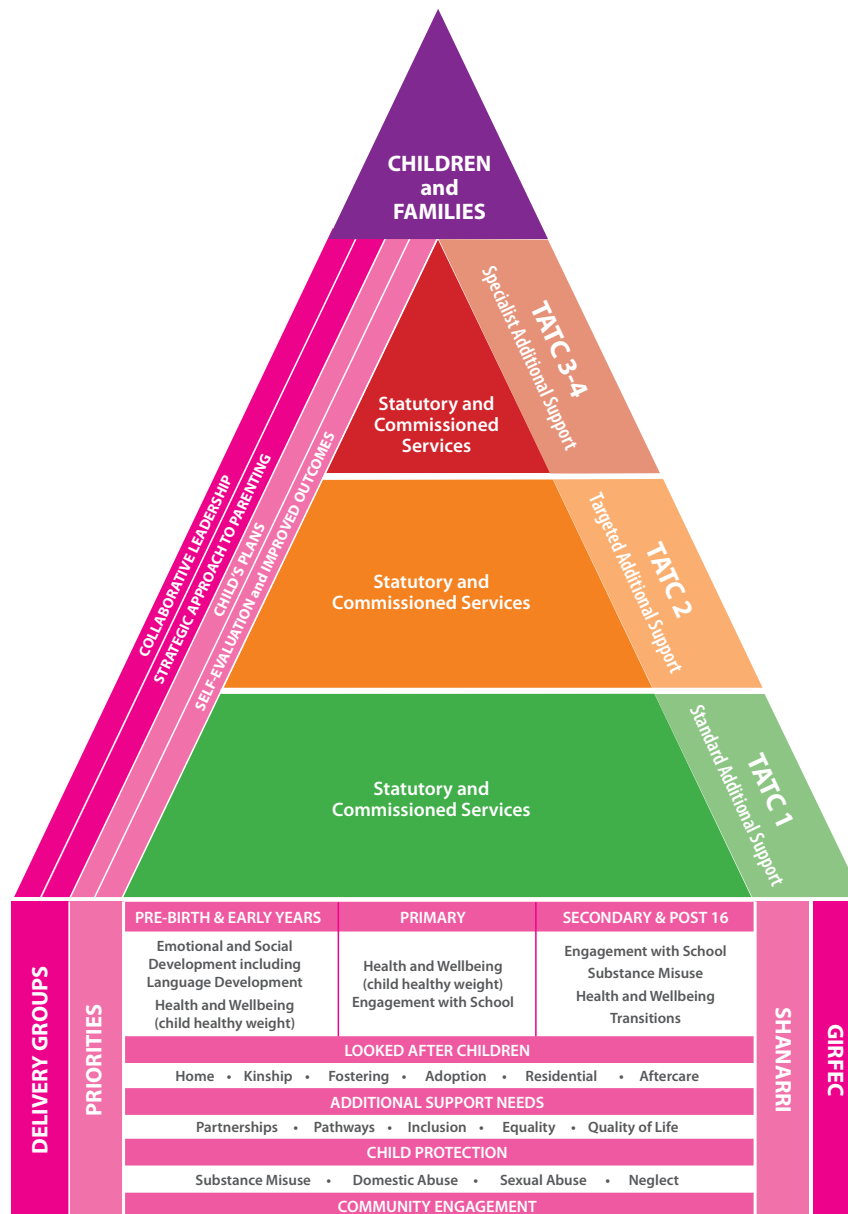 CHILDREN
and
FAMILIES
COLLABORATIVE LEADERSHIP
STRATEGIC APPROACH TO PARENTING
CHILD'S PLANS
SELF-EVALUATION and IMPROVED OUTCOMES
Statutory and
Commissioned
Services
TATC 3-4
Specialist Additional Support
Statutory and
Commissioned Services
TATC 2
Targeted Additional Support
Statutory and
Commissioned Services
TATC 1
Standard Additional Support
DELIVERY GROUPS
PRIORITIES
PRE-BIRTH & EARLY YEARS
Emotional and Social
Development including
Language Development
Health and Wellbeing
(child healthy weight)
PRIMARY
Health and Wellbeing
(child healthy weight)
Engagement with School
SECONDARY & POST 16
Engagement with School
Substance Misuse
Health and Wellbeing
Transitions
LOOKED AFTER CHILDREN
Home • Kinship • Fostering • Adoption • Residential • Aftercare
ADDITIONAL SUPPORT NEEDS
Partnerships • Pathways • Inclusion • Equality • Quality of Life
CHILD PROTECTION
Substance Misuse • Domestic Abuse • Sexual Abuse • Neglect
COMMUNITY ENGAGEMENT
SHANARRI
GIRFEC